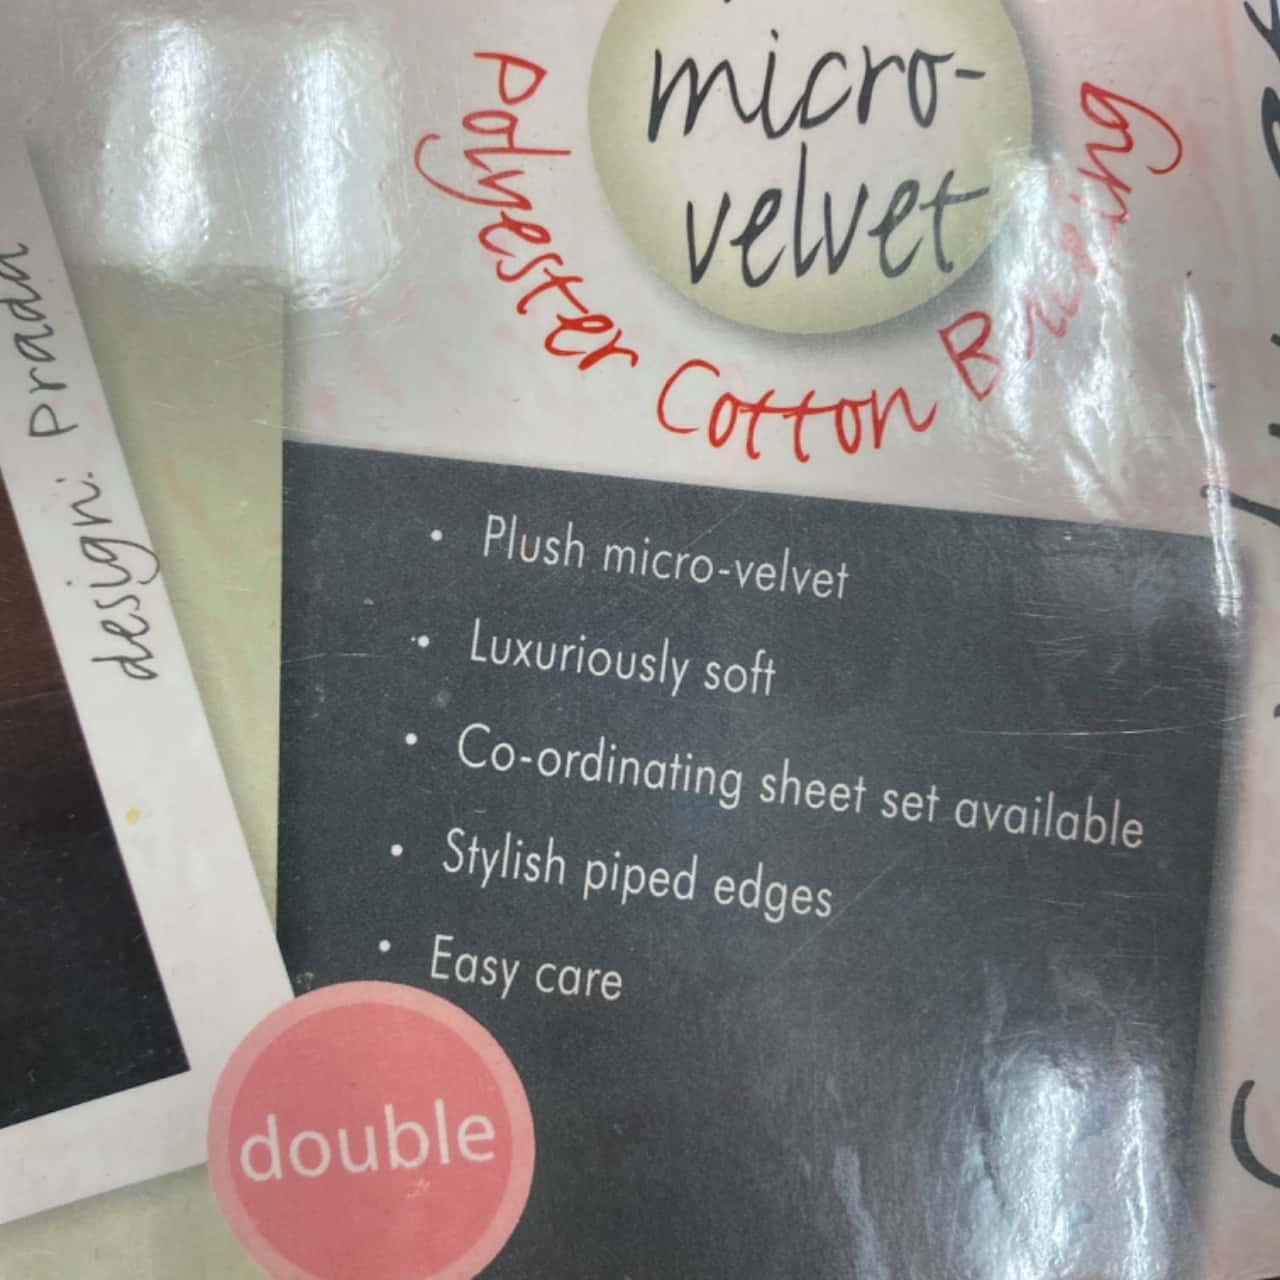 micro-
velvet
Polyester Cotton
design: prada
• Plush micro-velvet
• Luxuriously soft
• Co-ordinating sheet set available
• Stylish piped edges
• Easy care
double